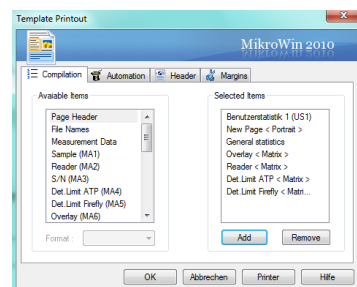 Template Printout
MikroWin 2010
Compilation
Automation
Header
Margins
Avaiable Items
Page Header
File Names
Measurement Data
Sample (MA1)
Reader (MA2)
S/N (MA3)
Det.Limit ATP (MA4)
Det.Limit Firefly (MA5)
Overlay (MA6)
Format :
Selected Items
Benutzerstatistik 1 (US1)
New Page < Portrait >
General statistics
Overlay < Matrix >
Reader < Matrix >
Det.Limit ATP < Matrix >
Det.Limit Firefly < Matri...
Add
Remove
OK
Abbrechen
Printer
Hilfe